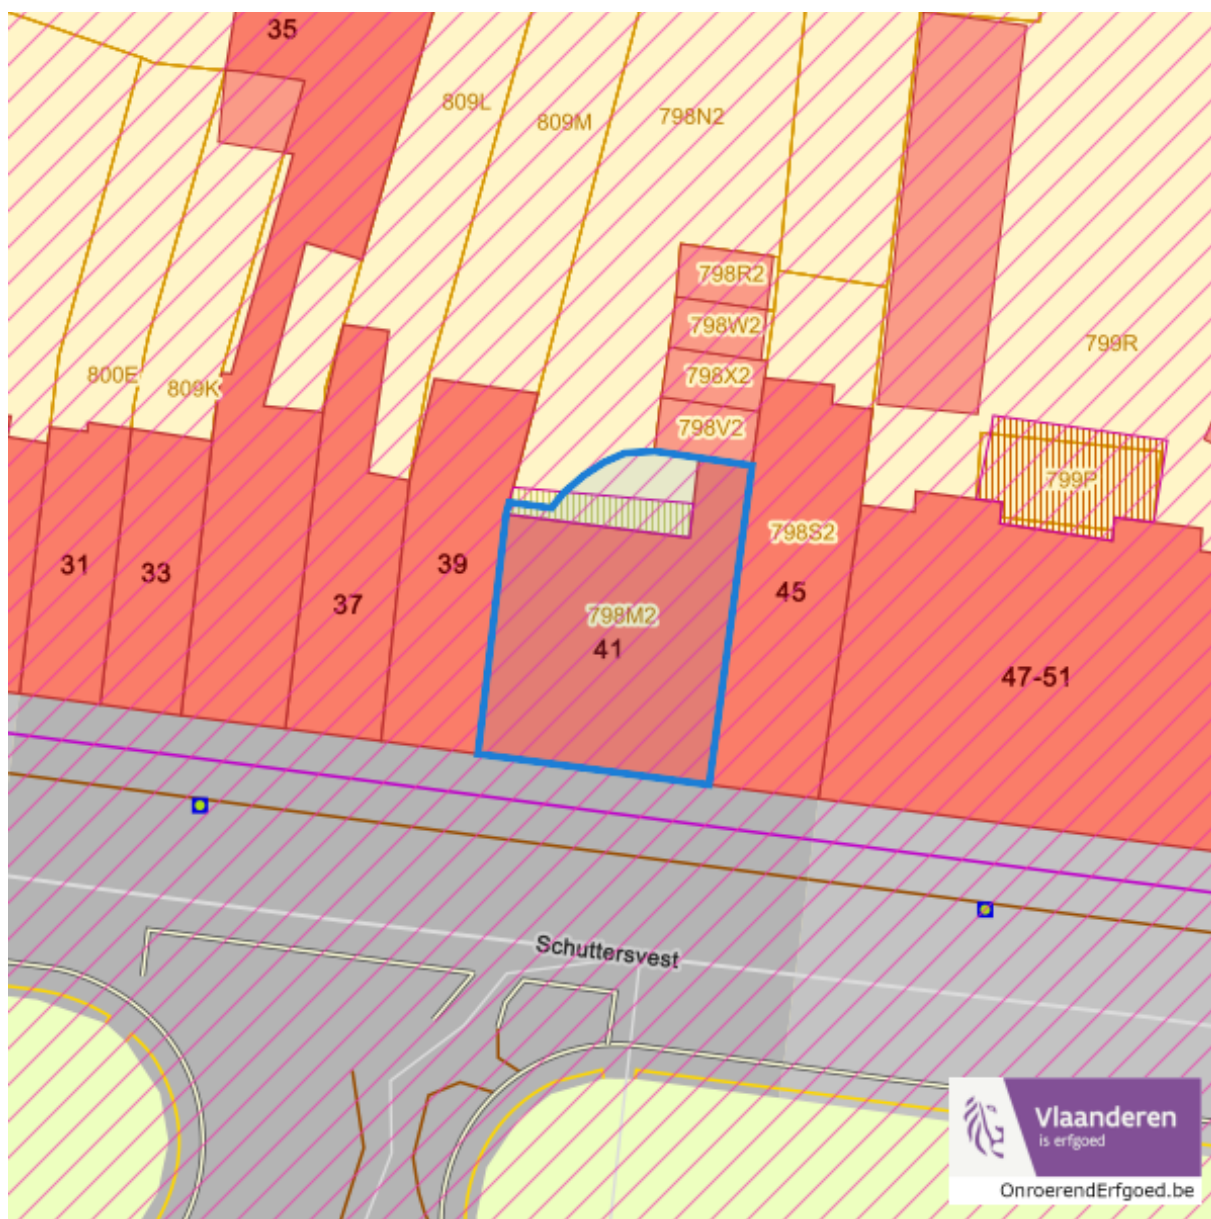 35
809L
809M
798N2
798R2
798W2
799R
798X2
800E
809K
798V2
799P
798S2
31
33
39
37
45
798M2
41
47-51
Schuttersvest
Vlaanderen
is erfgoed
OnroerendErfgoed.be